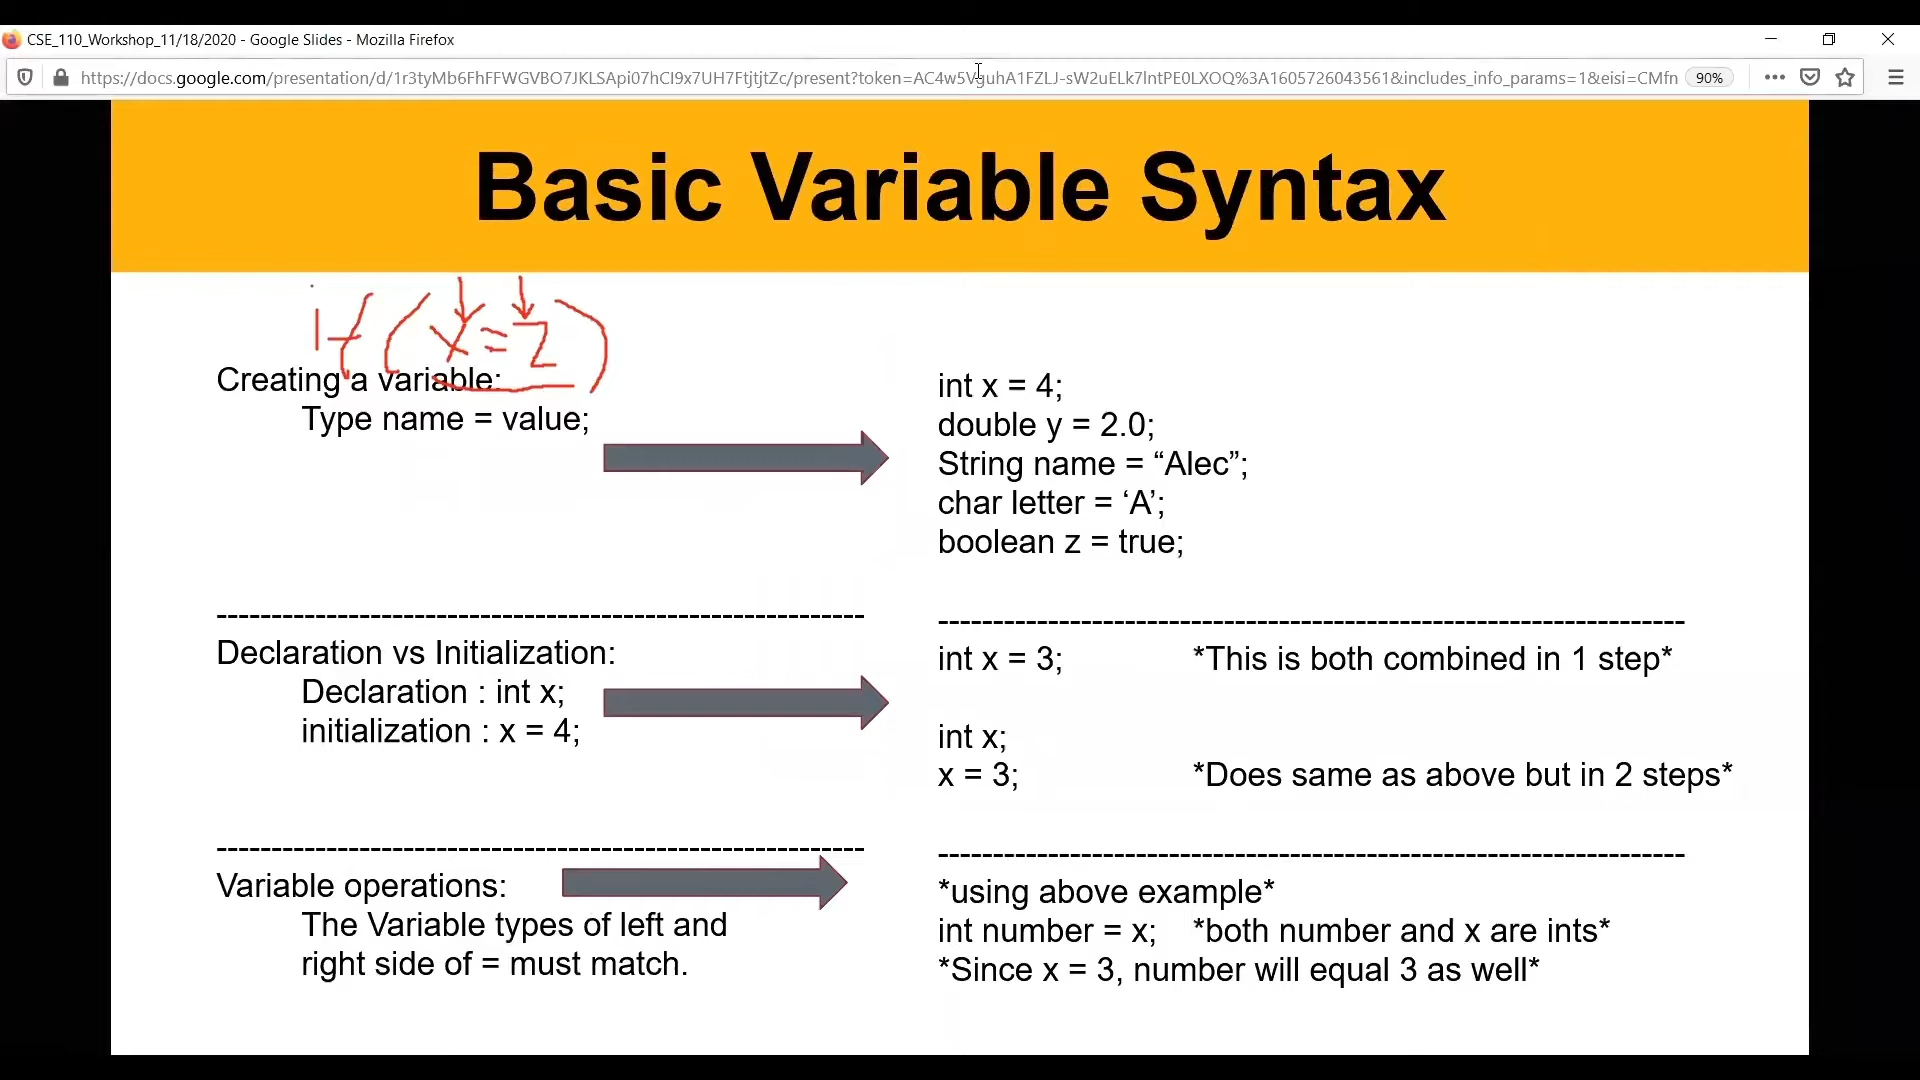 CSE_110_Workshop_11/18/2020 - Google Slides - Mozilla Firefox
https://docs.google.com/presentation/d/1r3tyMb6FhFFWGVBO7JKLSApi07hCI9x7UH7FtjtjtZc/present?token=AC4w5VguhA1FZLJ-sW2uELk7lntPE0LXOQ%3A1605726043561&includes_info_params=1&eisi=CMfn 90%
Basic Variable Syntax
if (x=z)
Creating a variable:
Type name = value;
int x = 4;
double y = 2.0;
String name = “Alec”;
char letter = ‘A’;
boolean z = true;
---------------------------------------------------------
Declaration vs Initialization:
Declaration : int x;
initialization : x = 4;
-------------------------------------------------------------------
int x = 3; *This is both combined in 1 step*
int x;
x = 3; *Does same as above but in 2 steps*
---------------------------------------------------------
Variable operations:
The Variable types of left and
right side of = must match.
-------------------------------------------------------------------
*using above example*
int number = x; *both number and x are ints*
*Since x = 3, number will equal 3 as well*